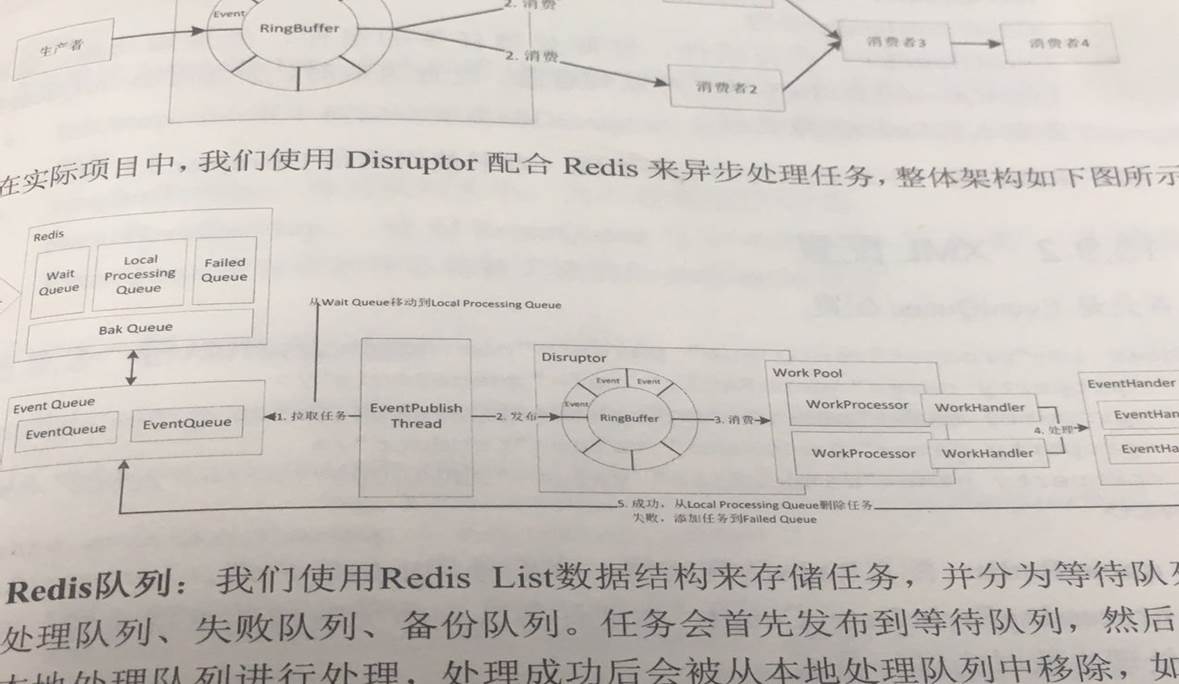 Event
RingBuffer
生产者
2. 消费
2. 消费
消费者2
消费者3
消费者4
在实际项目中，我们使用 Disruptor 配合 Redis 来异步处理任务，整体架构如下图所示
Redis
Wait
Queue
Local
Processing
Queue
Failed
Queue
Bak Queue
从Wait Queue移动到Local Processing Queue
Event Queue
EventQueue
EventQueue
1. 拉取任务
EventPublish
Thread
2. 发布
Disruptor
Event
Event
Event
RingBuffer
3. 消费
Work Pool
WorkProcessor
WorkHandler
WorkProcessor
WorkHandler
4. 处理
EventHander
EventHan
EventHa
5. 成功，从Local Processing Queue删除任务
失败，添加任务到Failed Queue
Redis队列：我们使用Redis List数据结构来存储任务，并分为等待队列
处理队列、失败队列、备份队列。任务会首先发布到等待队列，然后
本地处理队列进行处理，处理成功后会被从本地处理队列中移除，如